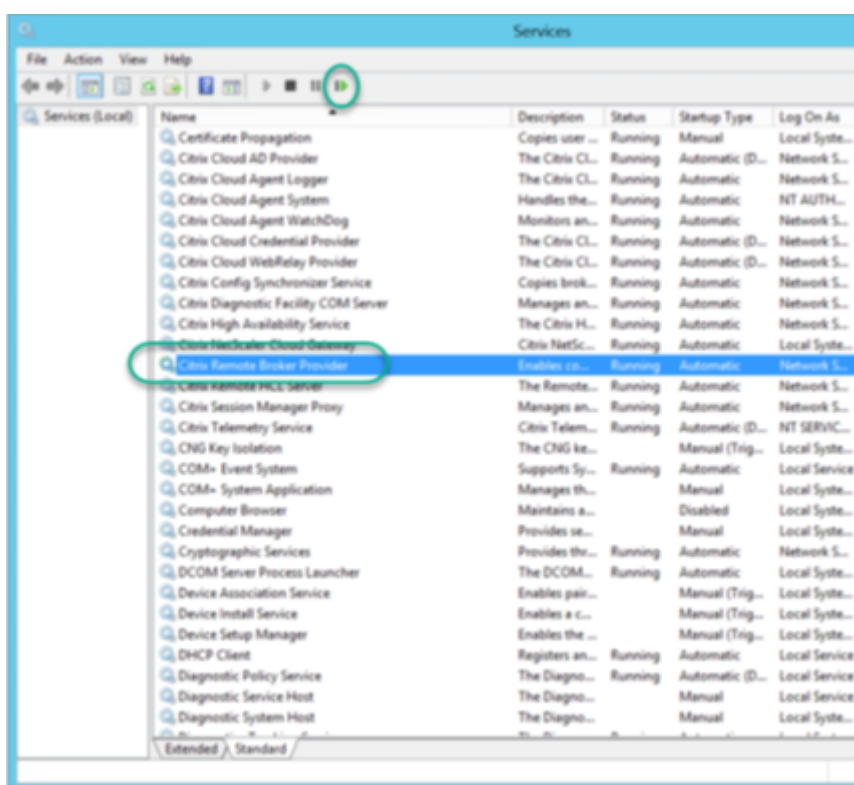 Services
File Action View Help
Services (Local)
Name Description Status Startup Type Log On As
Certificate Propagation Copies user ... Running Manual Local Syste...
Citrix Cloud AD Provider The Citrix Cl... Running Automatic (D... Network S...
Citrix Cloud Agent Logger The Citrix Cl... Running Automatic Network S...
Citrix Cloud Agent System Handles the... Running Automatic NT AUTH...
Citrix Cloud Agent WatchDog Monitors an... Running Automatic Network S...
Citrix Cloud Credential Provider The Citrix Cl... Running Automatic (D... Network S...
Citrix Cloud WebRelay Provider The Citrix Cl... Running Automatic (D... Network S...
Citrix Config Synchronizer Service Copies brok... Running Automatic Network S...
Citrix Diagnostic Facility COM Server Manages an... Running Automatic Network S...
Citrix High Availability Service The Citrix H... Running Automatic Network S...
Citrix NetScaler Cloud Gateway Citrix NetSc... Running Automatic Local Syste...
Citrix Remote Broker Provider Enables co... Running Automatic Network S...
Citrix Remote HCL Server The Remote... Running Automatic Network S...
Citrix Session Manager Proxy Manages an... Running Automatic Network S...
Citrix Telemetry Service Citrix Telem... Running Automatic (D... NT SERVIC...
CNG Key Isolation The CNG ke... Manual (Trig... Local Syste...
COM+ Event System Supports Sy... Running Automatic Local Service
COM+ System Application Manages th... Manual Local Syste...
Computer Browser Maintains a... Disabled Local Syste...
Credential Manager Provides se... Manual Local Syste...
Cryptographic Services Provides thr... Running Automatic Network S...
DCOM Server Process Launcher The DCOM... Running Automatic Local Syste...
Device Association Service Enables pair... Manual (Trig... Local Syste...
Device Install Service Enables a c... Manual (Trig... Local Syste...
Device Setup Manager Enables the ... Manual (Trig... Local Syste...
DHCP Client Registers an... Running Automatic Local Service
Diagnostic Policy Service The Diagno... Running Automatic (D... Local Service
Diagnostic Service Host The Diagno... Manual Local Service
Diagnostic System Host The Diagno... Manual Local Syste...
Extended Standard